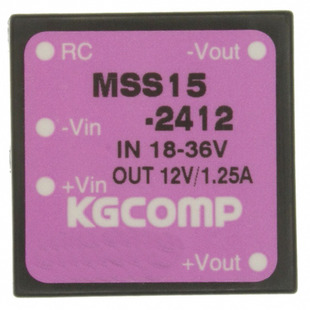 RC -Vout
MSS15
-Vin -2412
IN 18-36V
+Vin OUT 12V/1.25A
KGCOMP
+Vout